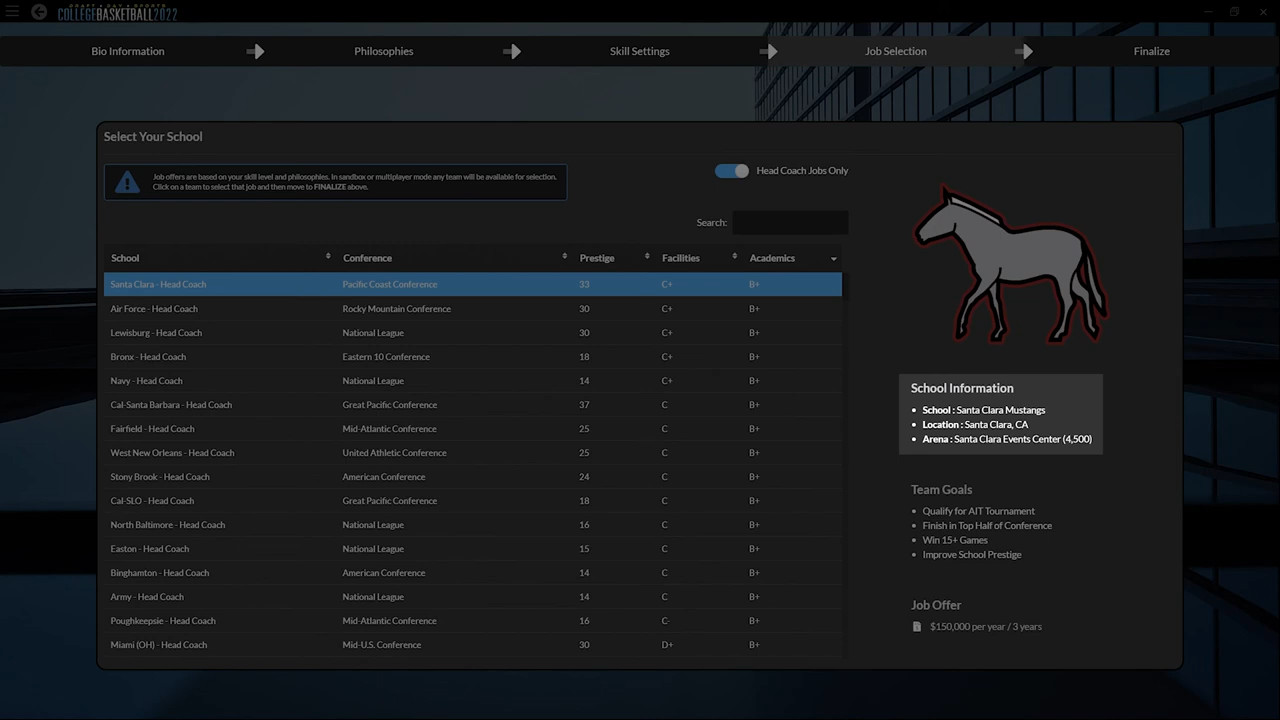 DRAFT • DAY • SPORTS
COLLEGE BASKETBALL 2022
Bio Information
Philosophies
Skill Settings
Job Selection
Finalize
Select Your School
Job offers are based on your skill level and philosophies. In sandbox or multiplayer mode any team will be available for selection.
Click on a team to select that job and then move to FINALIZE above.
Head Coach Jobs Only
Search:
School Conference Prestige Facilities Academics
Santa Clara - Head Coach Pacific Coast Conference 33 C+ B+
Air Force - Head Coach Rocky Mountain Conference 30 C+ B+
Lewisburg - Head Coach National League 30 C+ B+
Bronx - Head Coach Eastern 10 Conference 18 C+ B+
Navy - Head Coach National League 14 C+ B+
Cal-Santa Barbara - Head Coach Great Pacific Conference 37 C B+
Fairfield - Head Coach Mid-Atlantic Conference 25 C B+
West New Orleans - Head Coach United Athletic Conference 25 C B+
Stony Brook - Head Coach American Conference 24 C B+
Cal-SLO - Head Coach Great Pacific Conference 18 C B+
North Baltimore - Head Coach National League 16 C B+
Easton - Head Coach National League 15 C B+
Binghamton - Head Coach American Conference 14 C B+
Army - Head Coach National League 14 C B+
Poughkeepsie - Head Coach Mid-Atlantic Conference 16 C- B+
Miami (OH) - Head Coach Mid-U.S. Conference 30 D+ B+
School Information
• School : Santa Clara Mustangs
• Location : Santa Clara, CA
• Arena : Santa Clara Events Center (4,500)
Team Goals
• Qualify for AIT Tournament
• Finish in Top Half of Conference
• Win 15+ Games
• Improve School Prestige
Job Offer
$150,000 per year / 3 years